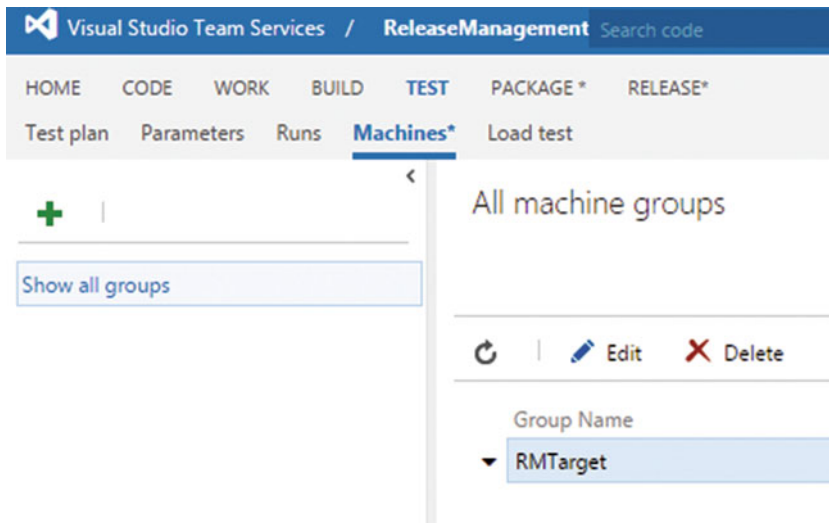 Visual Studio Team Services / ReleaseManagement Search code
HOME CODE WORK BUILD TEST PACKAGE * RELEASE*
Test plan Parameters Runs Machines* Load test
All machine groups
Show all groups
Edit Delete
Group Name
RMTarget